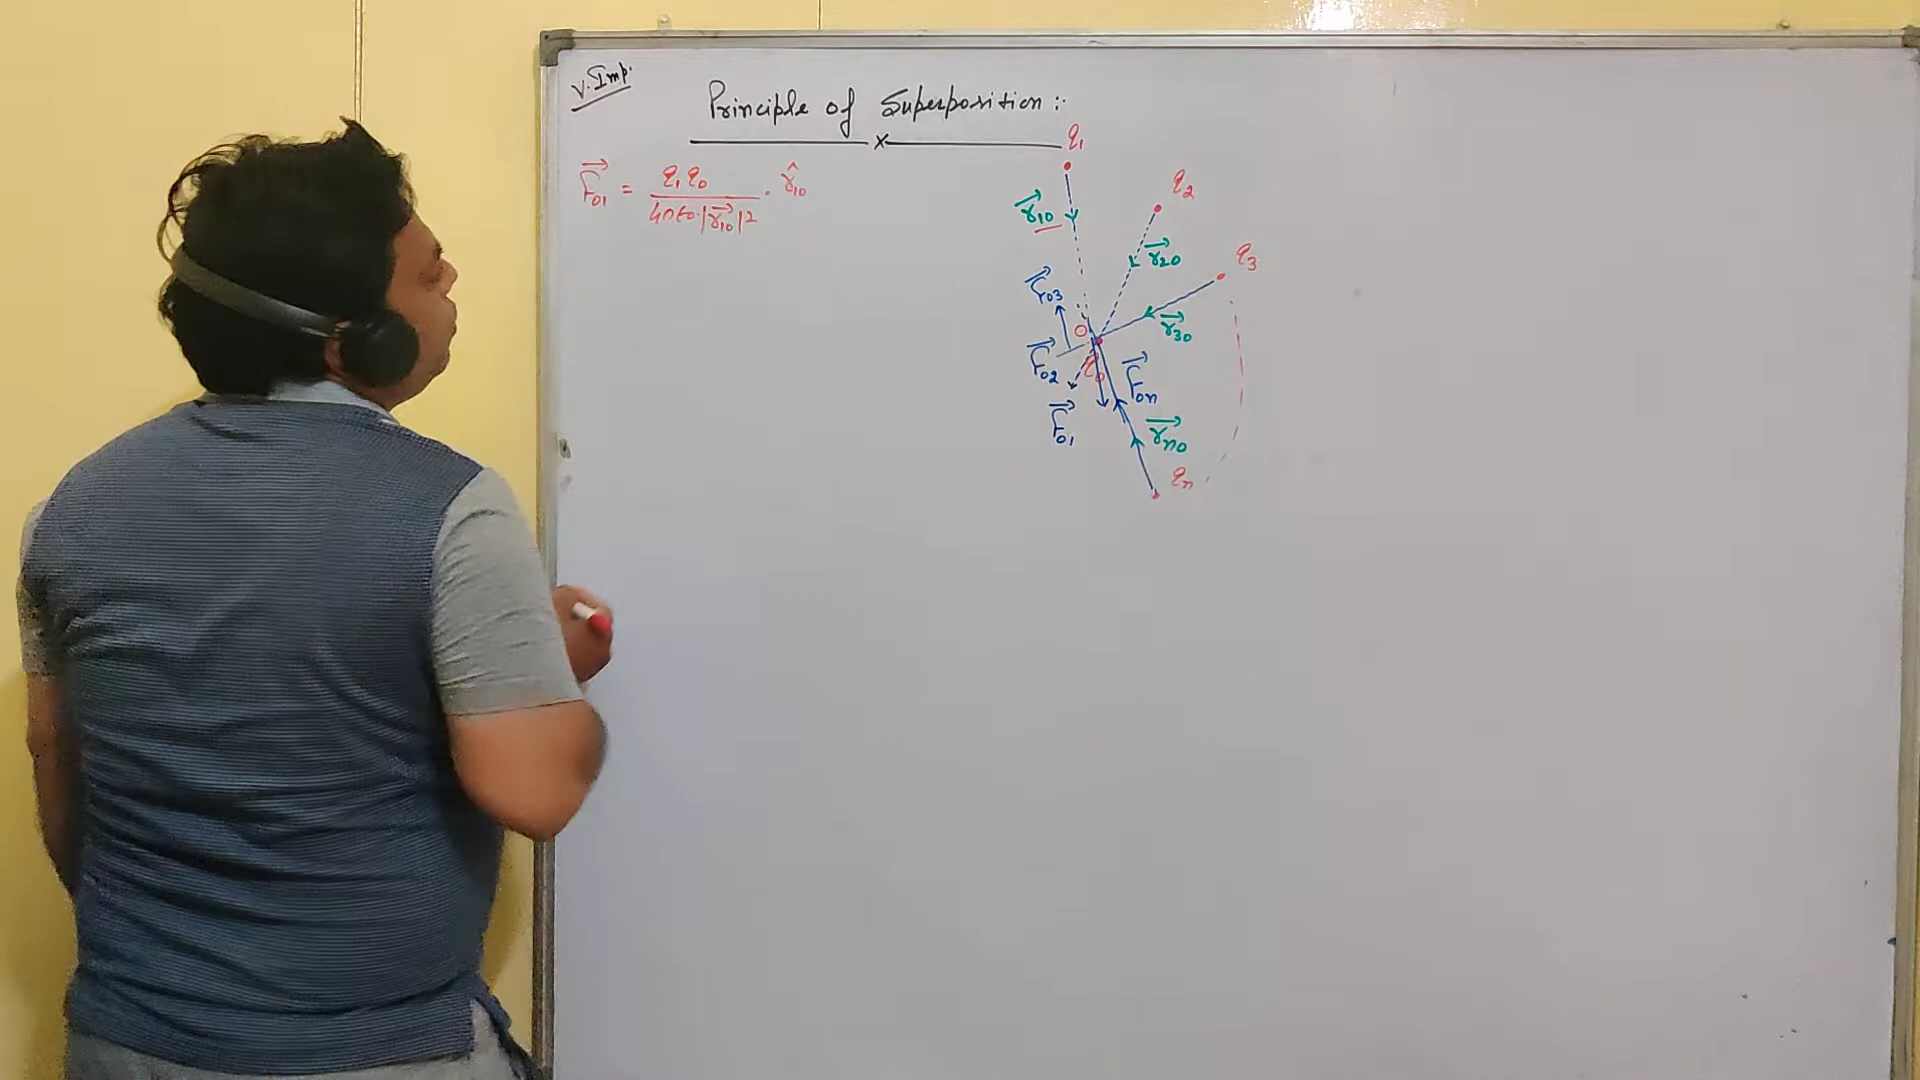 V. Imp.
Principle of Superposition :-
F⃗₀₁ = q₁ q₀ / 4πε₀ |r⃗₁₀|² · r̂₁₀
q₁
q₂
r⃗₁₀
r⃗₂₀
q₃
F⃗₀₃
r⃗₃₀
O
F⃗₀₂
q₀
F⃗₀ₙ
F⃗₀₁
r⃗ₙ₀
qₙ